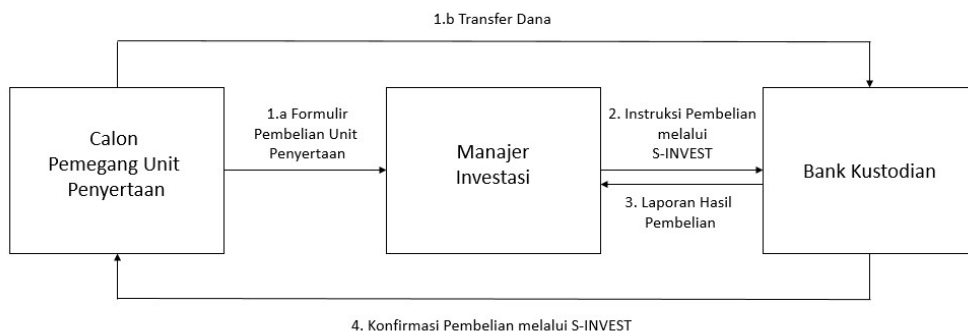 1.b Transfer Dana
Calon
Pemegang Unit
Penyertaan
1.a Formulir
Pembelian Unit
Penyertaan
Manajer
Investasi
2. Instruksi Pembelian
melalui
S-INVEST
3. Laporan Hasil
Pembelian
Bank Kustodian
4. Konfirmasi Pembelian melalui S-INVEST